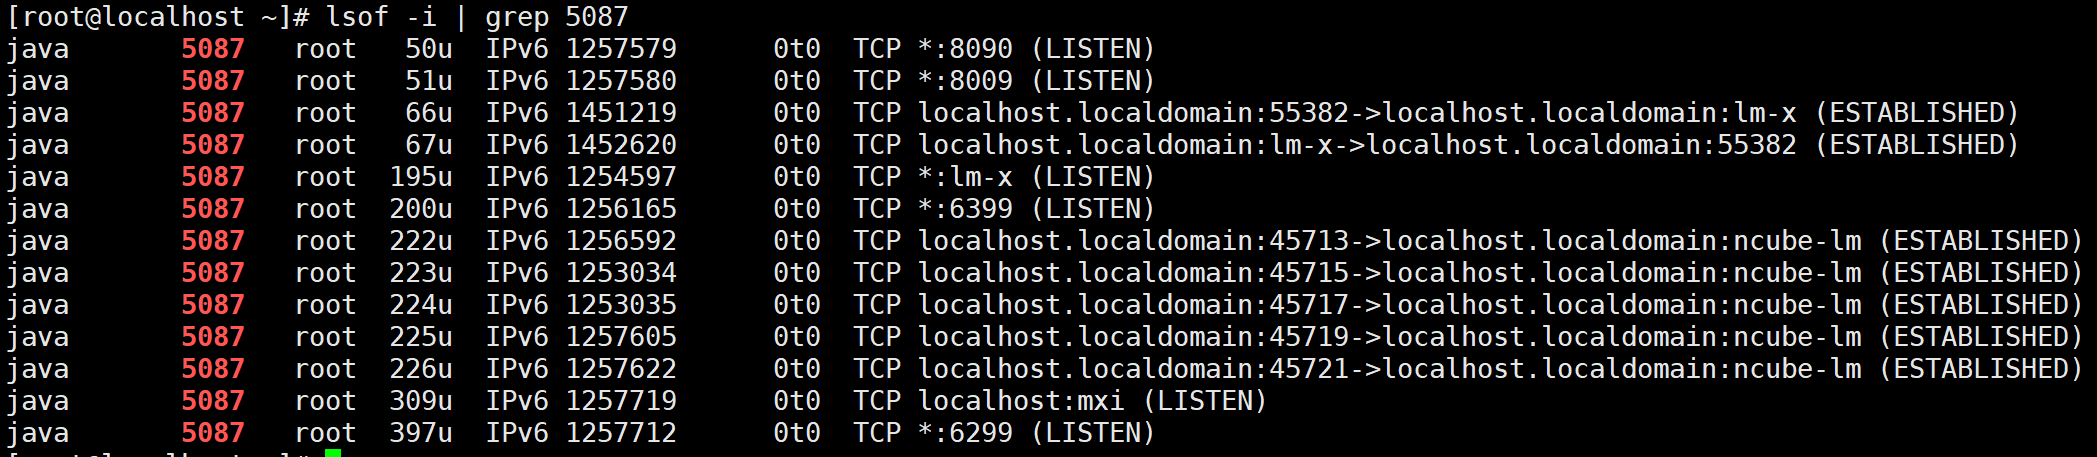 [root@localhost ~]# lsof -i | grep 5087
java       5087   root   50u  IPv6 1257579      0t0  TCP *:8090 (LISTEN)
java       5087   root   51u  IPv6 1257580      0t0  TCP *:8009 (LISTEN)
java       5087   root   66u  IPv6 1451219      0t0  TCP localhost.localdomain:55382->localhost.localdomain:lm-x (ESTABLISHED)
java       5087   root   67u  IPv6 1452620      0t0  TCP localhost.localdomain:lm-x->localhost.localdomain:55382 (ESTABLISHED)
java       5087   root  195u  IPv6 1254597      0t0  TCP *:lm-x (LISTEN)
java       5087   root  200u  IPv6 1256165      0t0  TCP *:6399 (LISTEN)
java       5087   root  222u  IPv6 1256592      0t0  TCP localhost.localdomain:45713->localhost.localdomain:ncube-lm (ESTABLISHED)
java       5087   root  223u  IPv6 1253034      0t0  TCP localhost.localdomain:45715->localhost.localdomain:ncube-lm (ESTABLISHED)
java       5087   root  224u  IPv6 1253035      0t0  TCP localhost.localdomain:45717->localhost.localdomain:ncube-lm (ESTABLISHED)
java       5087   root  225u  IPv6 1257605      0t0  TCP localhost.localdomain:45719->localhost.localdomain:ncube-lm (ESTABLISHED)
java       5087   root  226u  IPv6 1257622      0t0  TCP localhost.localdomain:45721->localhost.localdomain:ncube-lm (ESTABLISHED)
java       5087   root  309u  IPv6 1257719      0t0  TCP localhost:mxi (LISTEN)
java       5087   root  397u  IPv6 1257712      0t0  TCP *:6299 (LISTEN)